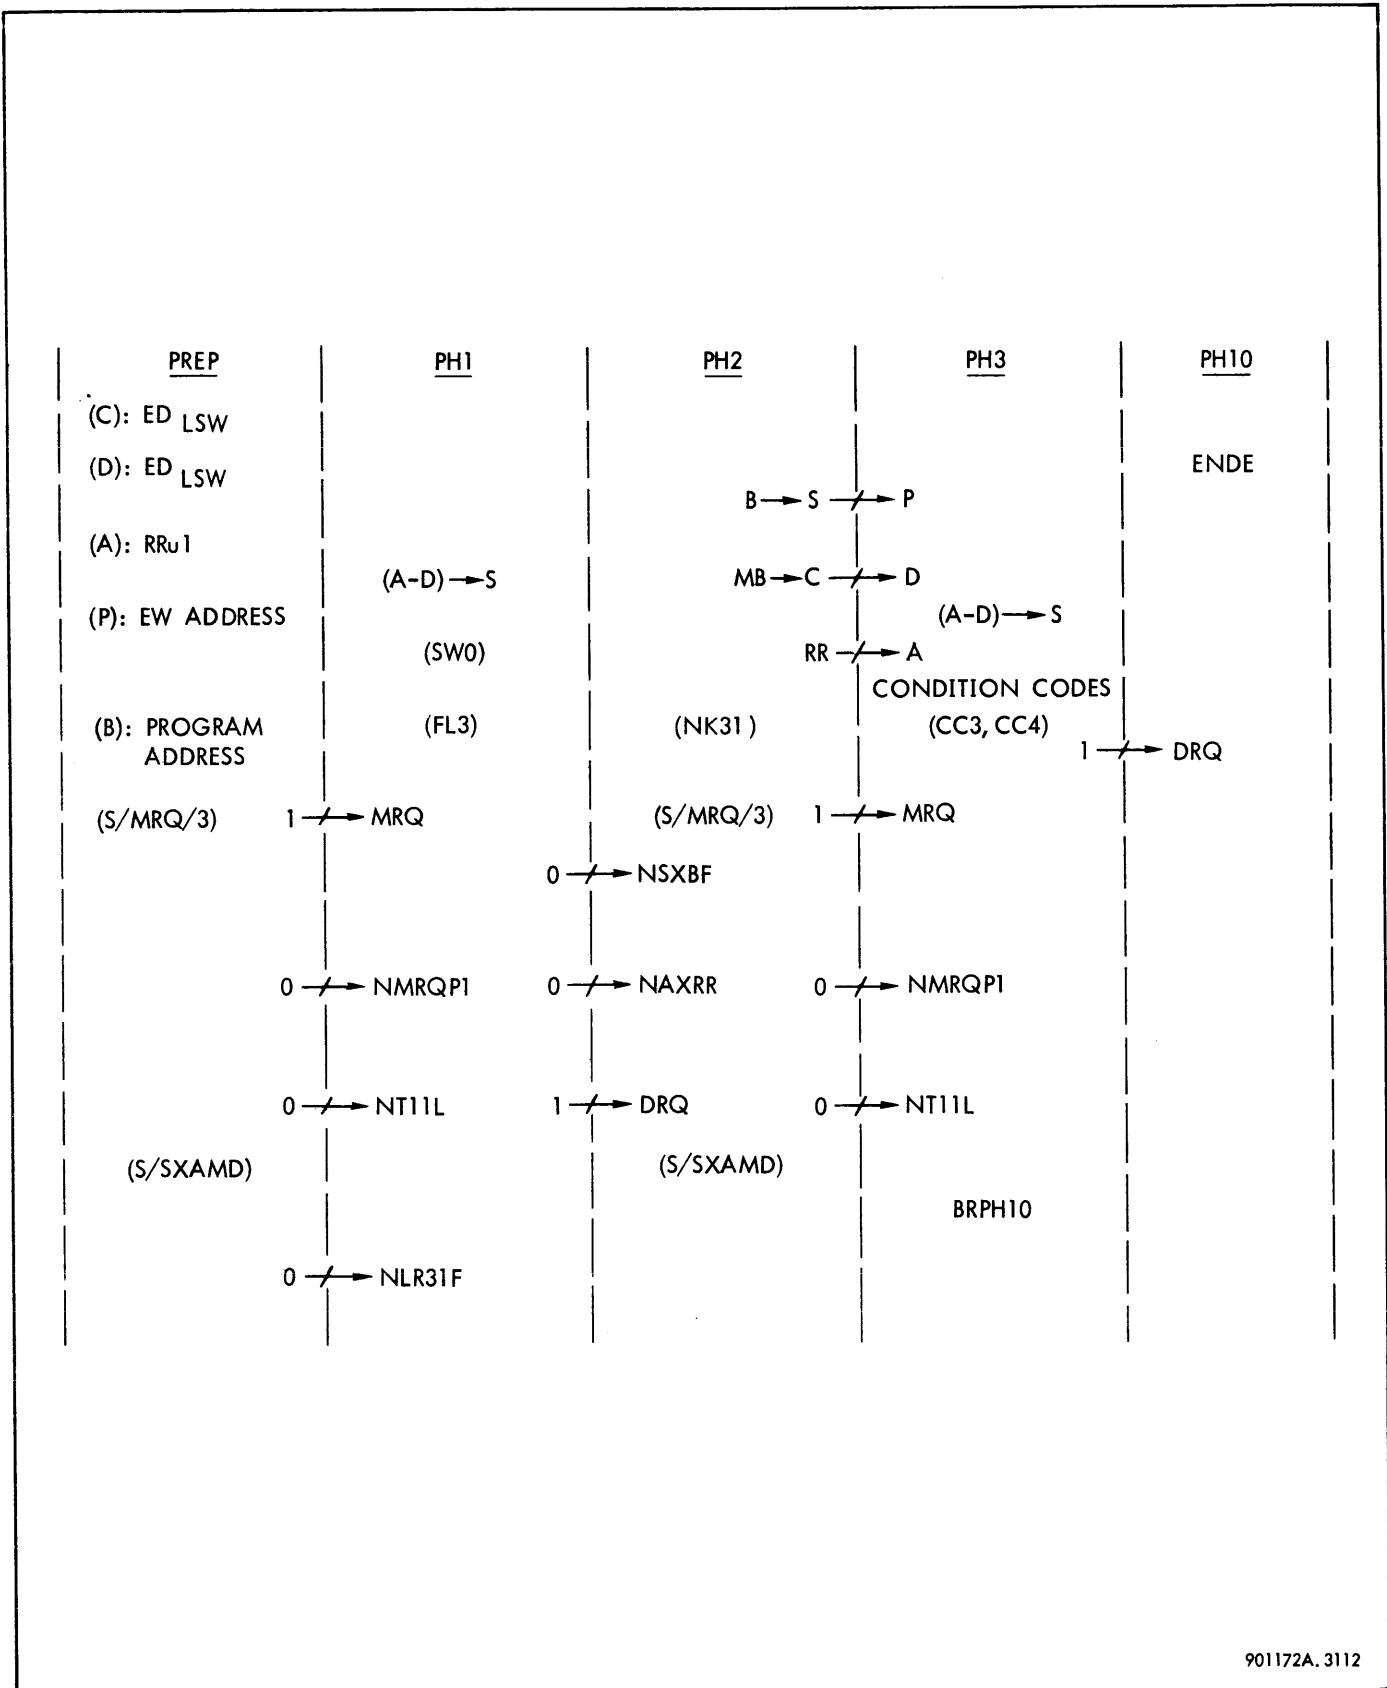 PREP PH1 PH2 PH3 PH10
(C): ED LSW
(D): ED LSW ENDE
B S P
(A): RRu1
(A-D) S MB C D
(P): EW ADDRESS (A-D) S
(SW0) RR A
CONDITION CODES
(B): PROGRAM (FL3) (NK31) (CC3, CC4)
ADDRESS 1 DRQ
(S/MRQ/3) 1 MRQ (S/MRQ/3) 1 MRQ
0 NSXBF
0 NMRQP1 0 NAXRR 0 NMRQP1
0 NT11L 1 DRQ 0 NT11L
(S/SXAMD) (S/SXAMD)
BRPH10
0 NLR31F
901172A. 3112